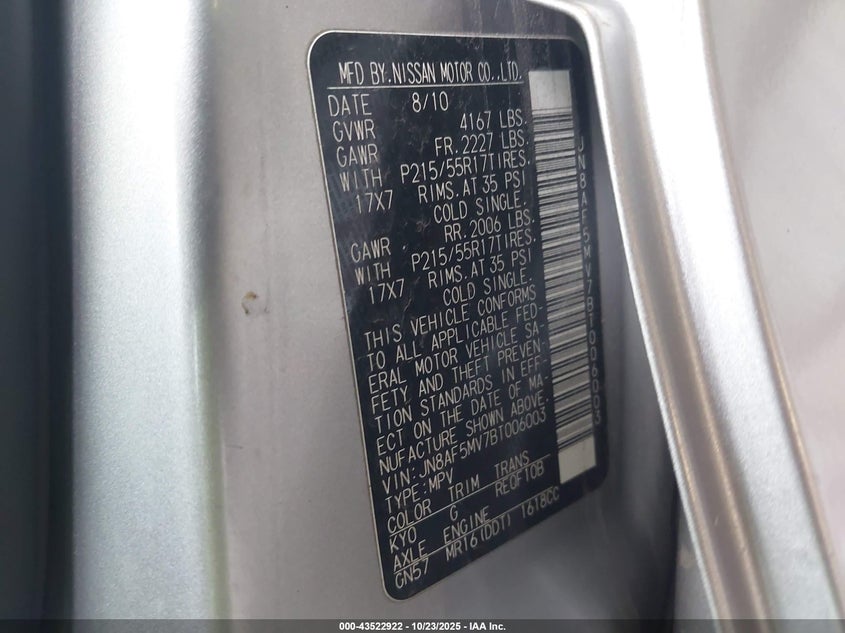 MFD BY.NISSAN MOTOR CO.,LTD.
DATE 8/10
GVWR 4167 LBS.
GAWR FR.2227 LBS.
WITH P215/55R17TIRES.
17X7 RIMS.AT 35 PSI
COLD SINGLE.
GAWR RR.2006 LBS.
WITH P215/55R17TIRES.
17X7 RIMS.AT 35 PSI
COLD SINGLE.
THIS VEHICLE CONFORMS
TO ALL APPLICABLE FED-
ERAL MOTOR VEHICLE SA-
FETY AND THEFT PREVEN-
TION STANDARDS IN EFF-
ECT ON THE DATE OF MA-
NUFACTURE SHOWN ABOVE.
VIN:JN8AF5MV7BT006003
TYPE:MPV
COLOR TRIM TRANS
KYO G RE0F10B
AXLE ENGINE
GN57 MR16(DDT) 1618CC
JN8AF5MV7BT006003
000-43522922 - 10/23/2025 - IAA Inc.